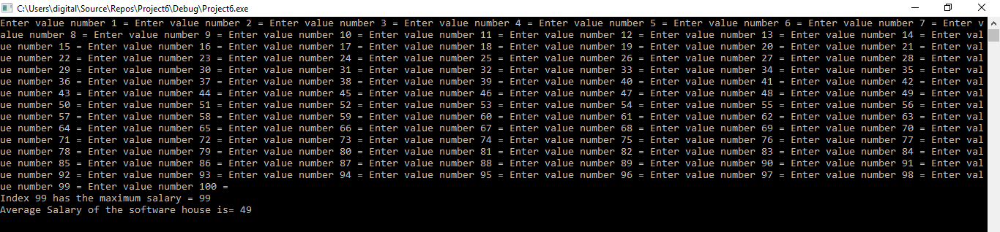 C:\Users\digital\Source\Repos\Project6\Debug\Project6.exe
Enter value number 1 = Enter value number 2 = Enter value number 3 = Enter value number 4 = Enter value number 5 = Enter value number 6 = Enter value number 7 = Enter v
alue number 8 = Enter value number 9 = Enter value number 10 = Enter value number 11 = Enter value number 12 = Enter value number 13 = Enter value number 14 = Enter val
ue number 15 = Enter value number 16 = Enter value number 17 = Enter value number 18 = Enter value number 19 = Enter value number 20 = Enter value number 21 = Enter val
ue number 22 = Enter value number 23 = Enter value number 24 = Enter value number 25 = Enter value number 26 = Enter value number 27 = Enter value number 28 = Enter val
ue number 29 = Enter value number 30 = Enter value number 31 = Enter value number 32 = Enter value number 33 = Enter value number 34 = Enter value number 35 = Enter val
ue number 36 = Enter value number 37 = Enter value number 38 = Enter value number 39 = Enter value number 40 = Enter value number 41 = Enter value number 42 = Enter val
ue number 43 = Enter value number 44 = Enter value number 45 = Enter value number 46 = Enter value number 47 = Enter value number 48 = Enter value number 49 = Enter val
ue number 50 = Enter value number 51 = Enter value number 52 = Enter value number 53 = Enter value number 54 = Enter value number 55 = Enter value number 56 = Enter val
ue number 57 = Enter value number 58 = Enter value number 59 = Enter value number 60 = Enter value number 61 = Enter value number 62 = Enter value number 63 = Enter val
ue number 64 = Enter value number 65 = Enter value number 66 = Enter value number 67 = Enter value number 68 = Enter value number 69 = Enter value number 70 = Enter val
ue number 71 = Enter value number 72 = Enter value number 73 = Enter value number 74 = Enter value number 75 = Enter value number 76 = Enter value number 77 = Enter val
ue number 78 = Enter value number 79 = Enter value number 80 = Enter value number 81 = Enter value number 82 = Enter value number 83 = Enter value number 84 = Enter val
ue number 85 = Enter value number 86 = Enter value number 87 = Enter value number 88 = Enter value number 89 = Enter value number 90 = Enter value number 91 = Enter val
ue number 92 = Enter value number 93 = Enter value number 94 = Enter value number 95 = Enter value number 96 = Enter value number 97 = Enter value number 98 = Enter val
ue number 99 = Enter value number 100 =
Index 99 has the maximum salary = 99
Average Salary of the software house is= 49